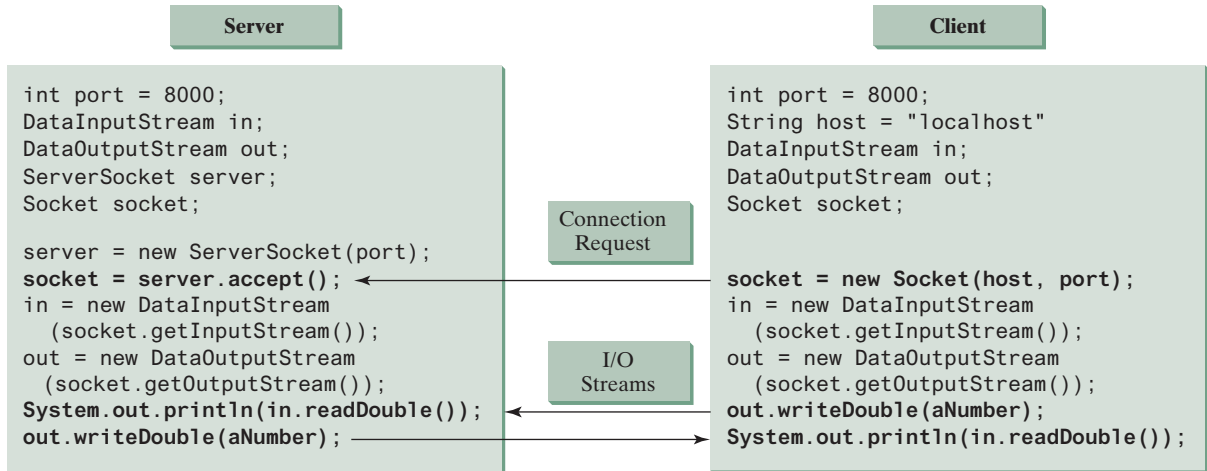 Server
int port = 8000;
DataInputStream in;
DataOutputStream out;
ServerSocket server;
Socket socket;
server = new ServerSocket(port);
socket = server.accept();
in = new DataInputStream
(socket.getInputStream());
out = new DataOutputStream
(socket.getOutputStream());
System.out.println(in.readDouble());
out.writeDouble(aNumber);
Connection
Request
I/O
Streams
Client
int port = 8000;
String host = "localhost"
DataInputStream in;
DataOutputStream out;
Socket socket;
socket = new Socket(host, port);
in = new DataInputStream
(socket.getInputStream());
out = new DataOutputStream
(socket.getOutputStream());
out.writeDouble(aNumber);
System.out.println(in.readDouble());